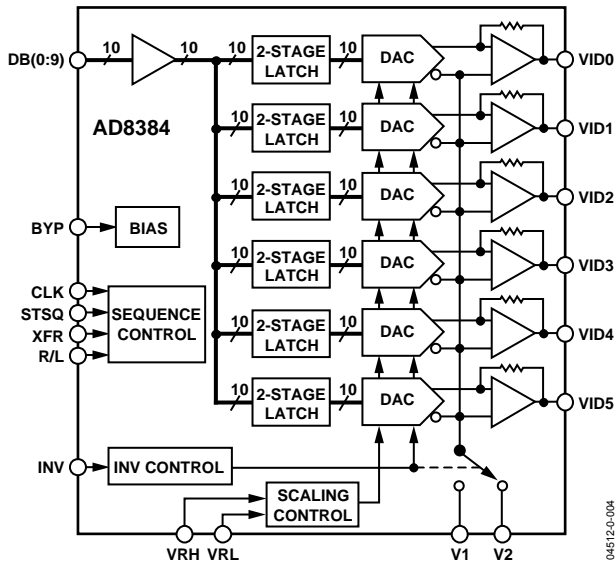 10 10 10 2-STAGE LATCH 10 DAC
DB(0:9) VID0
AD8384
10 2-STAGE LATCH 10 DAC VID1
10 2-STAGE LATCH 10 DAC VID2
BYP BIAS
10 2-STAGE LATCH 10 DAC VID3
CLK
STSQ
XFR
R/L
SEQUENCE CONTROL
10 2-STAGE LATCH 10 DAC VID4
10 2-STAGE LATCH 10 DAC VID5
INV INV CONTROL
SCALING CONTROL
VRH VRL V1 V2
04512-0-004